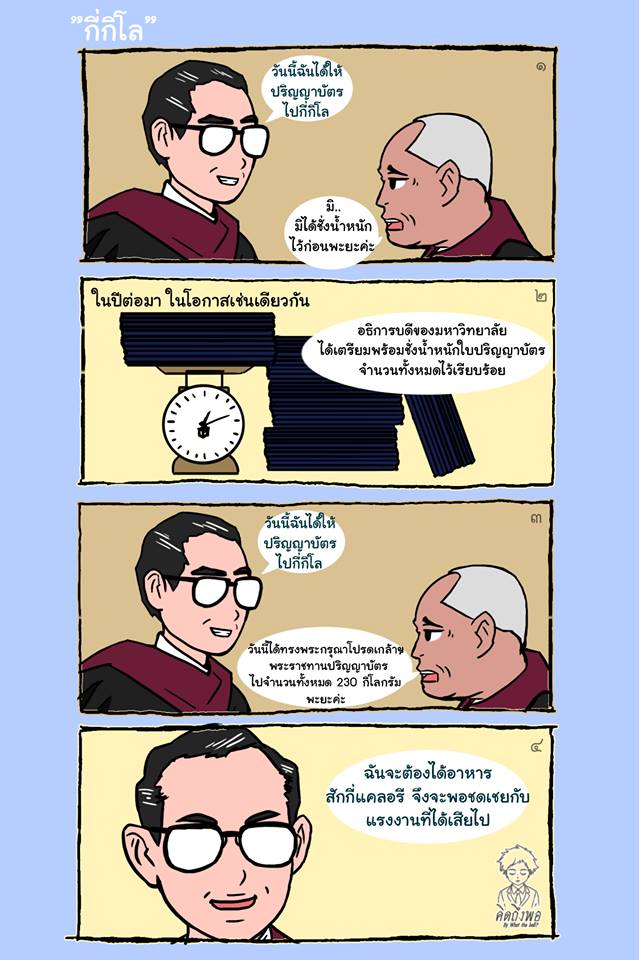 "กี่กิโล"
๑
วันนี้ฉันได้ให้
ปริญญาบัตร
ไปกี่กิโล
มิ..
มิได้ชั่งน้ำหนัก
ไว้ก่อนพะยะค่ะ
๒
ในปีต่อมา ในโอกาสเช่นเดียวกัน
อธิการบดีของมหาวิทยาลัย
ได้เตรียมพร้อมชั่งน้ำหนักใบปริญญาบัตร
จำนวนทั้งหมดไว้เรียบร้อย
๓
วันนี้ฉันได้ให้
ปริญญาบัตร
ไปกี่กิโล
วันนี้ได้ทรงพระกรุณาโปรดเกล้าฯ
พระราชทานปริญญาบัตร
ไปจำนวนทั้งหมด 230 กิโลกรัม
พะยะค่ะ
๔
ฉันจะต้องได้อาหาร
สักกี่แคลอรี จึงจะพอชดเชยกับ
แรงงานที่ได้เสียไป
คิดถึงพ่อ
By What the hell?